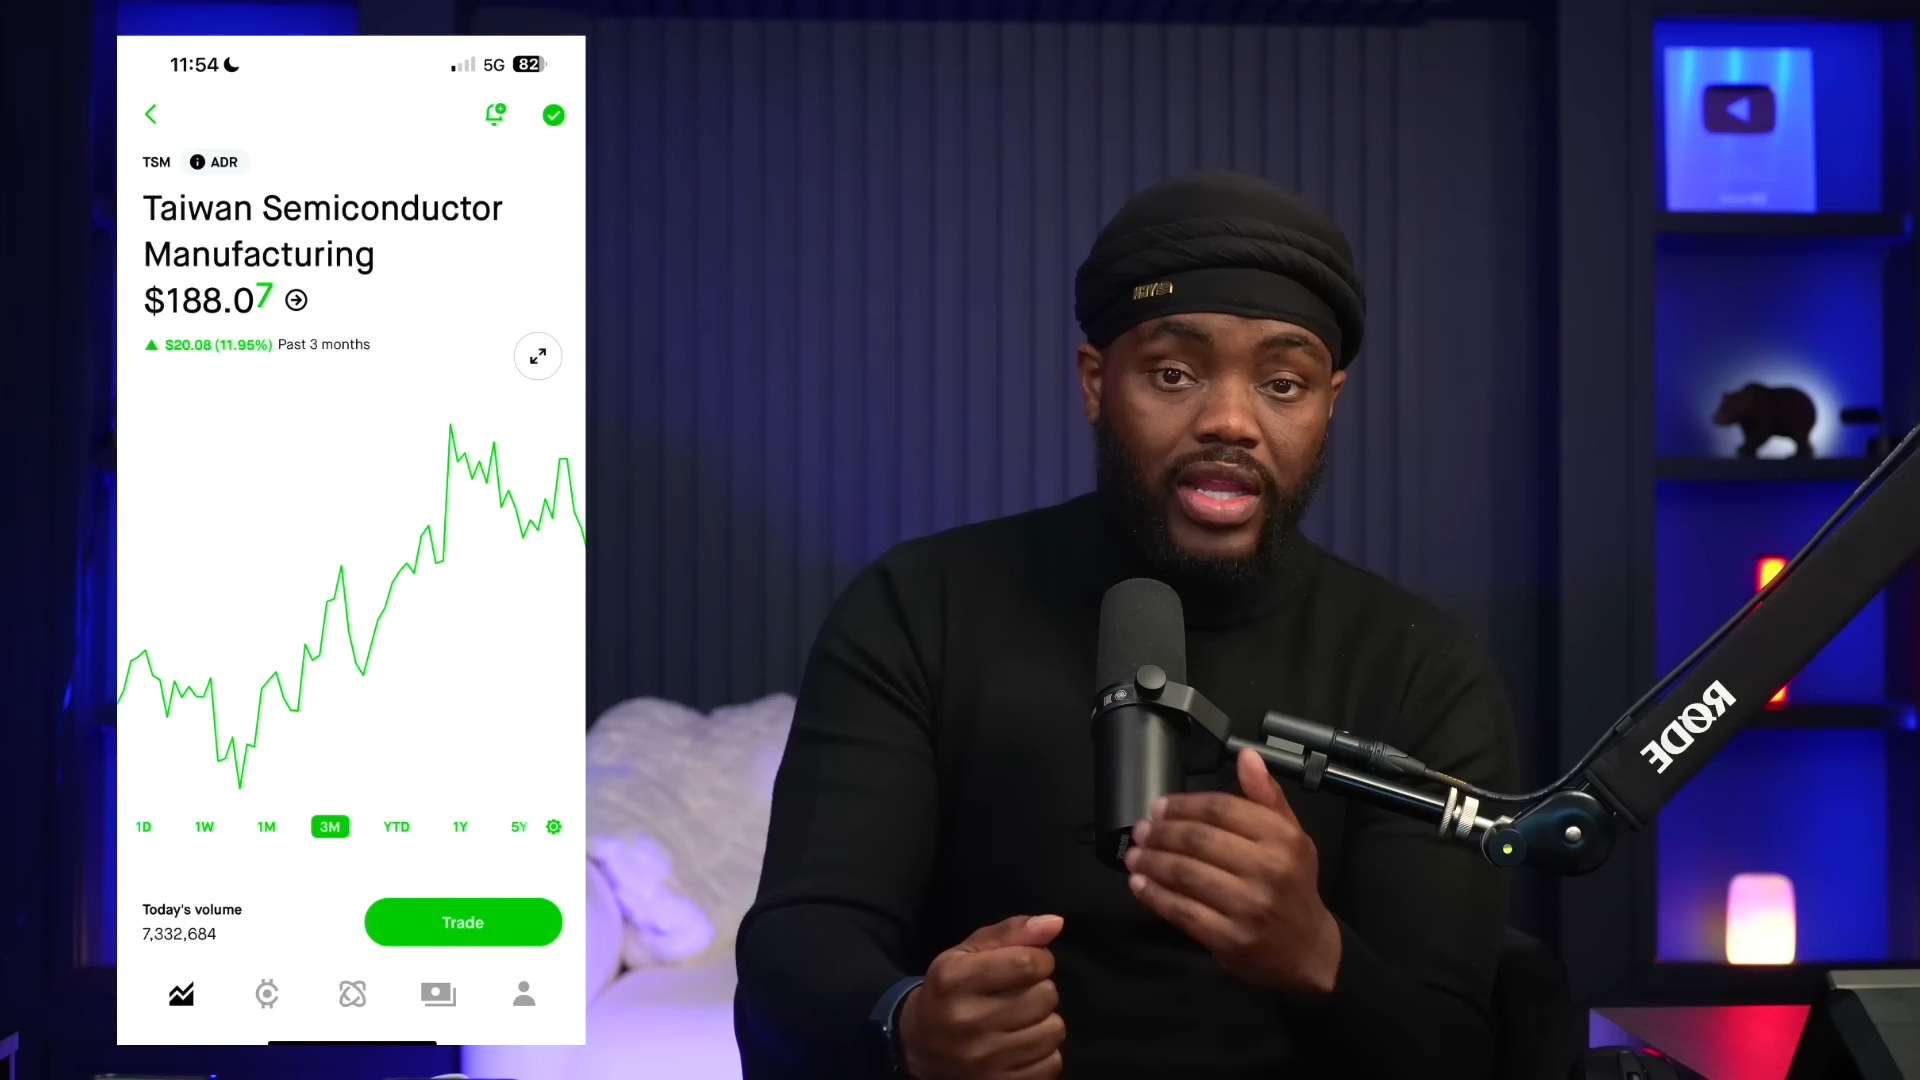 11:54
5G 82
TSM ADR
Taiwan Semiconductor
Manufacturing
$188.07
$20.08 (11.95%) Past 3 months
1D 1W 1M 3M YTD 1Y 5Y
Today's volume
7,332,684
Trade
RODE